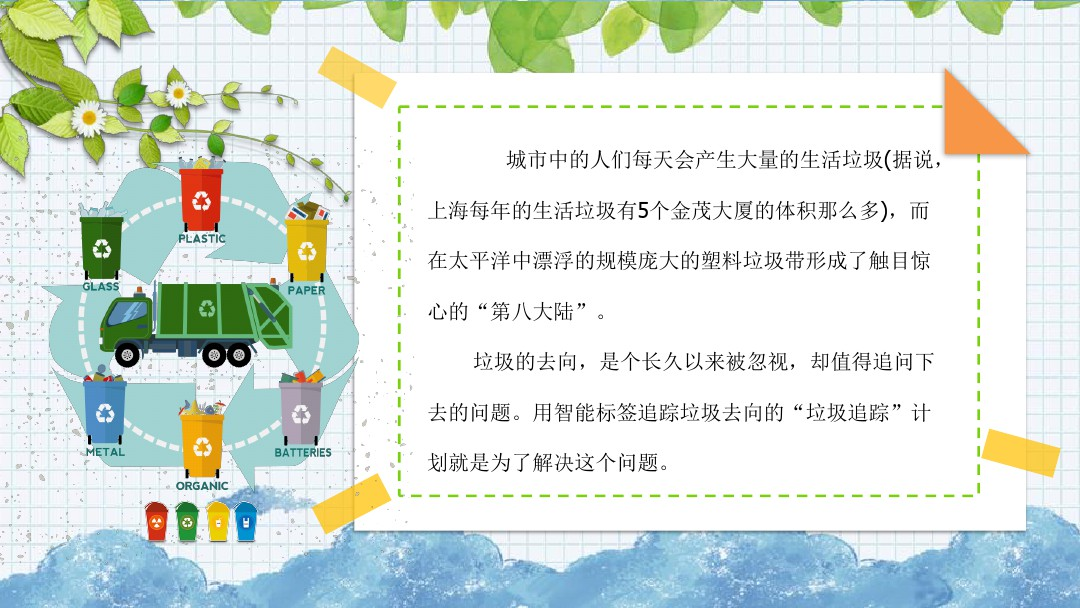 城市中的人们每天会产生大量的生活垃圾(据说，
上海每年的生活垃圾有5个金茂大厦的体积那么多)，而
在太平洋中漂浮的规模庞大的塑料垃圾带形成了触目惊
心的“第八大陆”。
垃圾的去向，是个长久以来被忽视，却值得追问下
去的问题。用智能标签追踪垃圾去向的“垃圾追踪”计
划就是为了解决这个问题。
PLASTIC
GLASS
PAPER
METAL
BATTERIES
ORGANIC